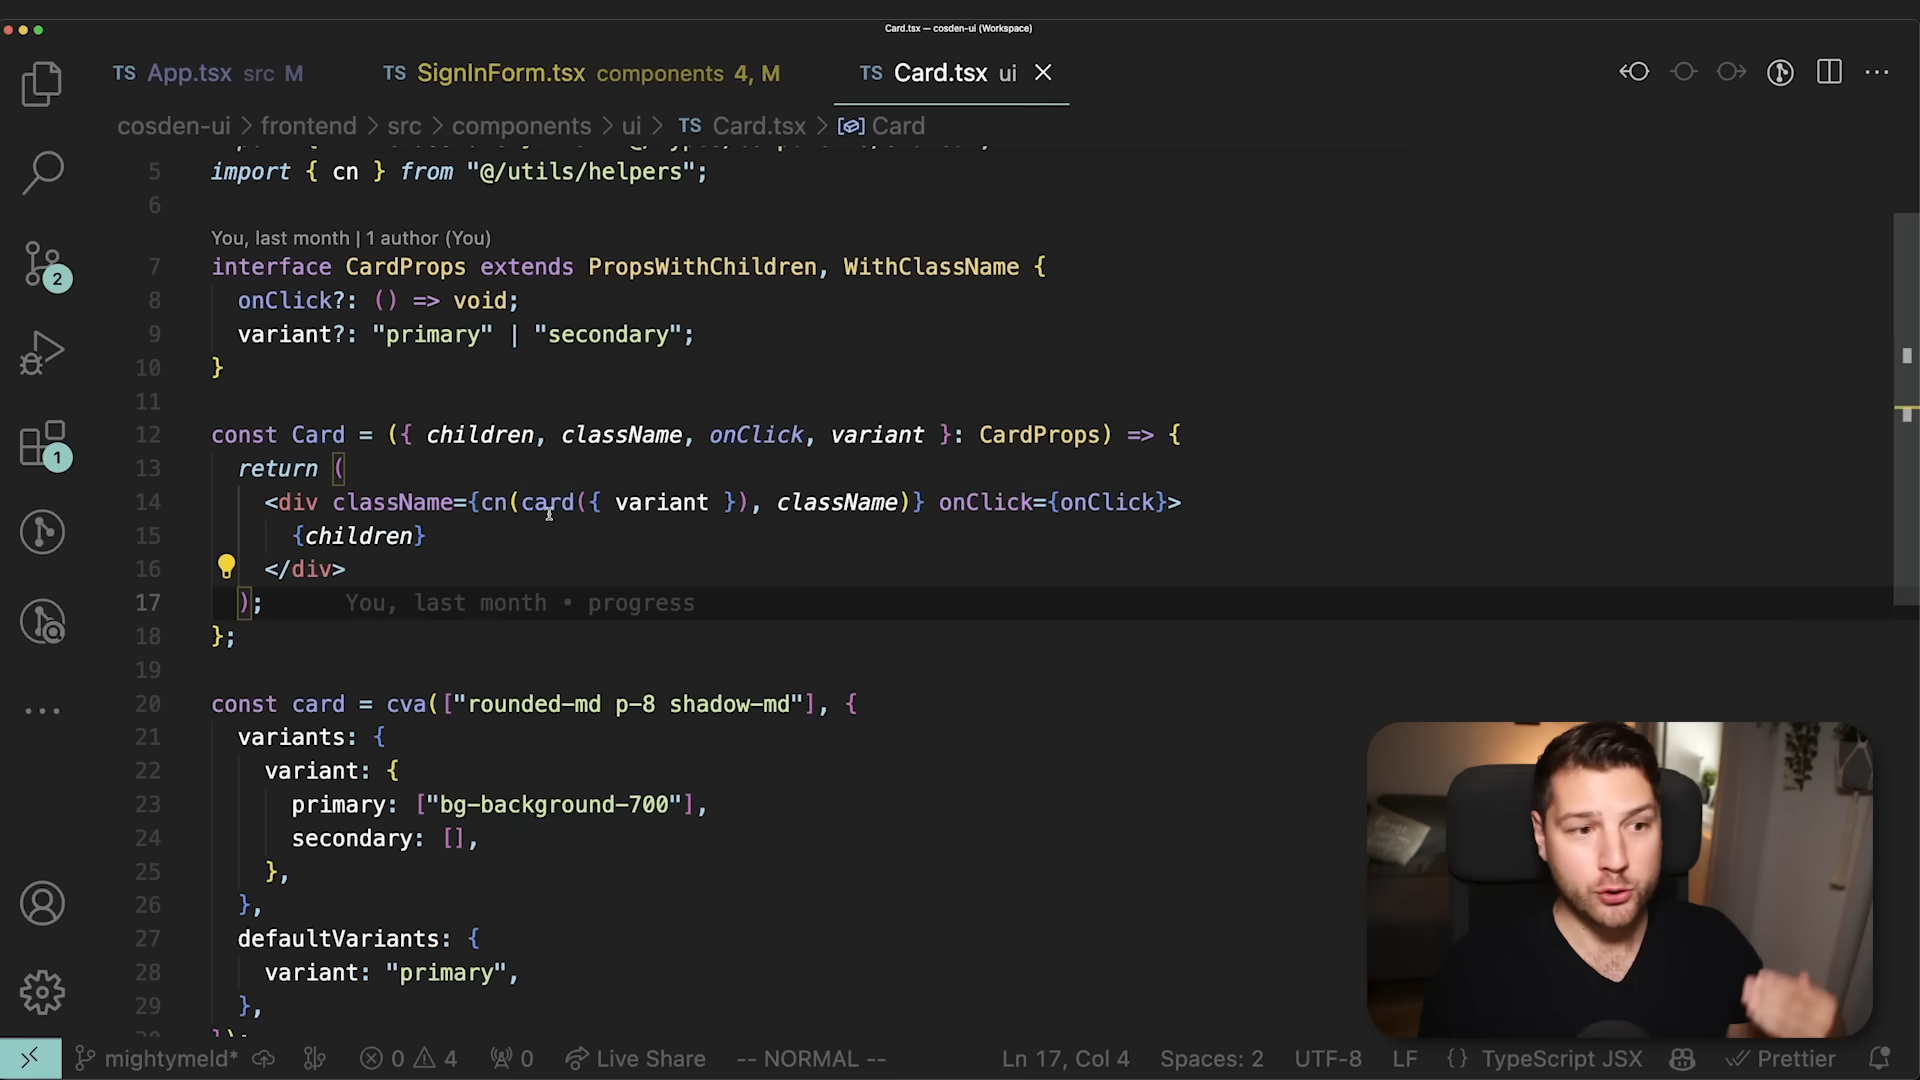 Card.tsx — cosden-ui (Workspace)
TS App.tsx src M TS SignInForm.tsx components 4, M TS Card.tsx ui
cosden-ui > frontend > src > components > ui > TS Card.tsx > Card
5 import { cn } from "@/utils/helpers";
6
You, last month | 1 author (You)
7 interface CardProps extends PropsWithChildren, WithClassName {
8 onClick?: () => void;
9 variant?: "primary" | "secondary";
10 }
11
12 const Card = ({ children, className, onClick, variant }: CardProps) => {
13 return (
14 <div className={cn(card({ variant }), className)} onClick={onClick}>
15 {children}
16 </div>
17 ); You, last month • progress
18 };
19
20 const card = cva(["rounded-md p-8 shadow-md"], {
21 variants: {
22 variant: {
23 primary: ["bg-background-700"],
24 secondary: [],
25 },
26 },
27 defaultVariants: {
28 variant: "primary",
29 },
2
1
mightymeld* 0 4 0 Live Share -- NORMAL -- Ln 17, Col 4 Spaces: 2 UTF-8 LF { } TypeScript JSX Prettier